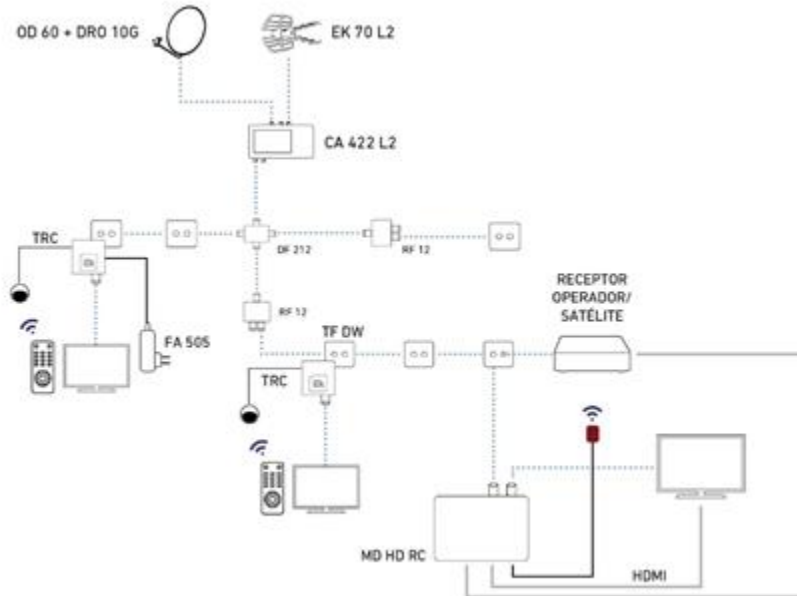 OD 60 + DRO 10G
EK 70 L2
CA 422 L2
TRC
DF 212
RF 12
RECEPTOR
OPERADOR/
SATÉLITE
RF 12
FA 505
TF DW
TRC
MD HD RC
HDMI